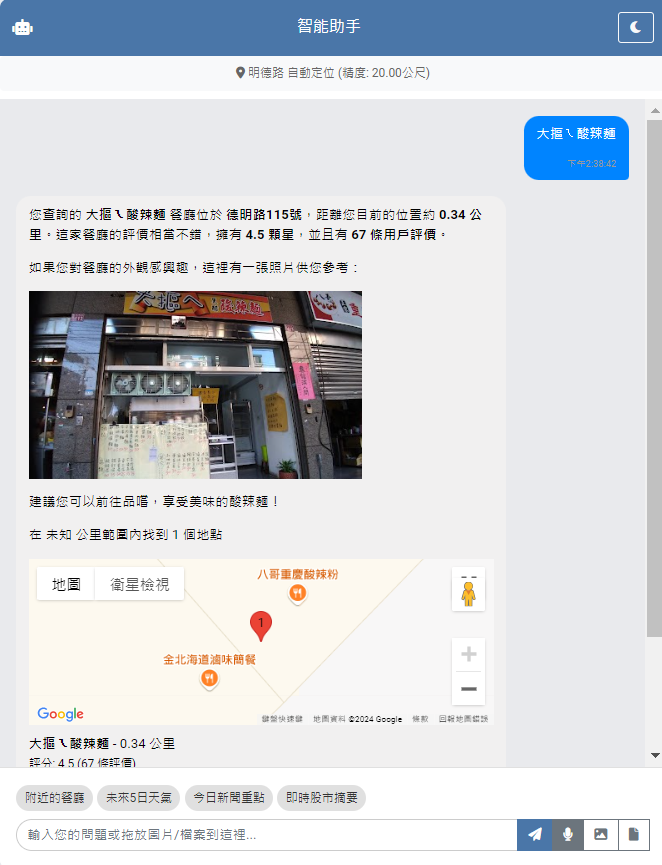 智能助手
明德路 自動定位 (精度: 20.00公尺)
大摳ㄟ酸辣麵
下午2:38:42
您查詢的 大摳ㄟ酸辣麵 餐廳位於 德明路115號，距離您目前的位置約 0.34 公
里。這家餐廳的評價相當不錯，擁有 4.5 顆星，並且有 67 條用戶評價。
如果您對餐廳的外觀感興趣，這裡有一張照片供您參考：
大摳ㄟ
酸辣麵
建議您可以前往品嚐，享受美味的酸辣麵！
在 未知 公里範圍內找到 1 個地點
地圖
衛星檢視
八哥重慶酸辣粉
1
金北海道滷味簡餐
Google
鍵盤快速鍵
地圖資料 ©2024 Google
條款
回報地圖錯誤
大摳ㄟ酸辣麵 - 0.34 公里
評分: 4.5 (67 條評價)
附近的餐廳
未來5日天氣
今日新聞重點
即時股市摘要
輸入您的問題或拖放圖片/檔案到這裡...